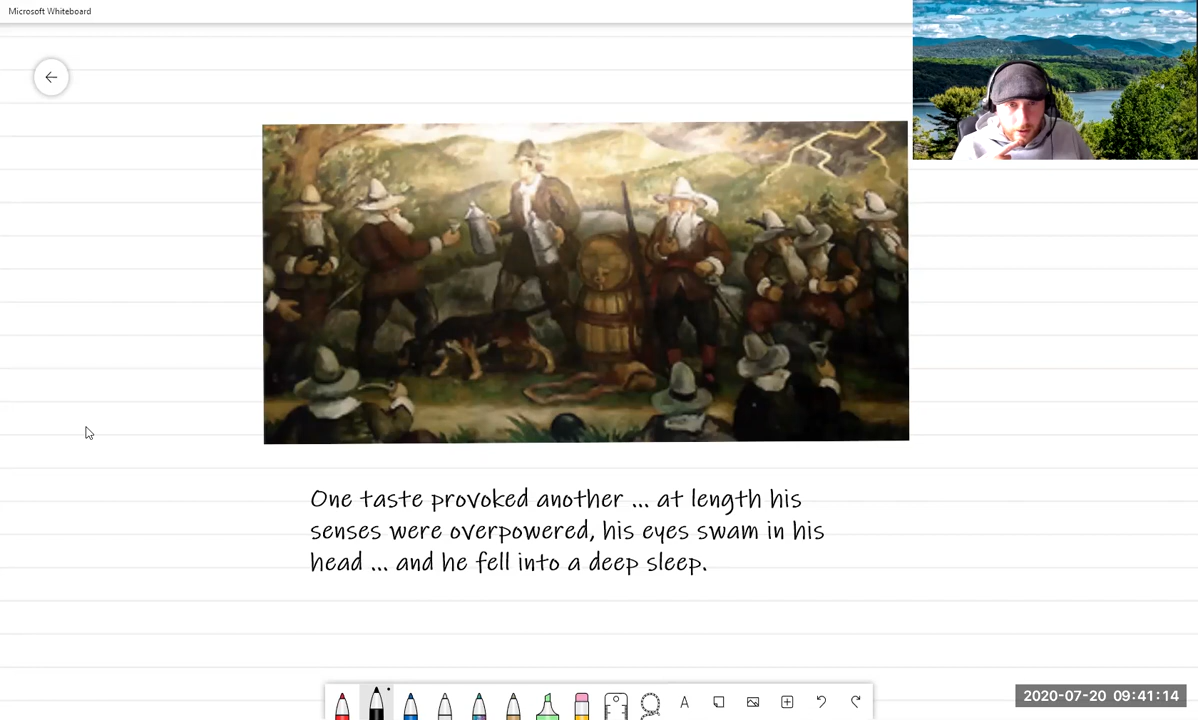 Microsoft Whiteboard
One taste provoked another ... at length his
senses were overpowered, his eyes swam in his
head ... and he fell into a deep sleep.
A
2020-07-20 09:41:14